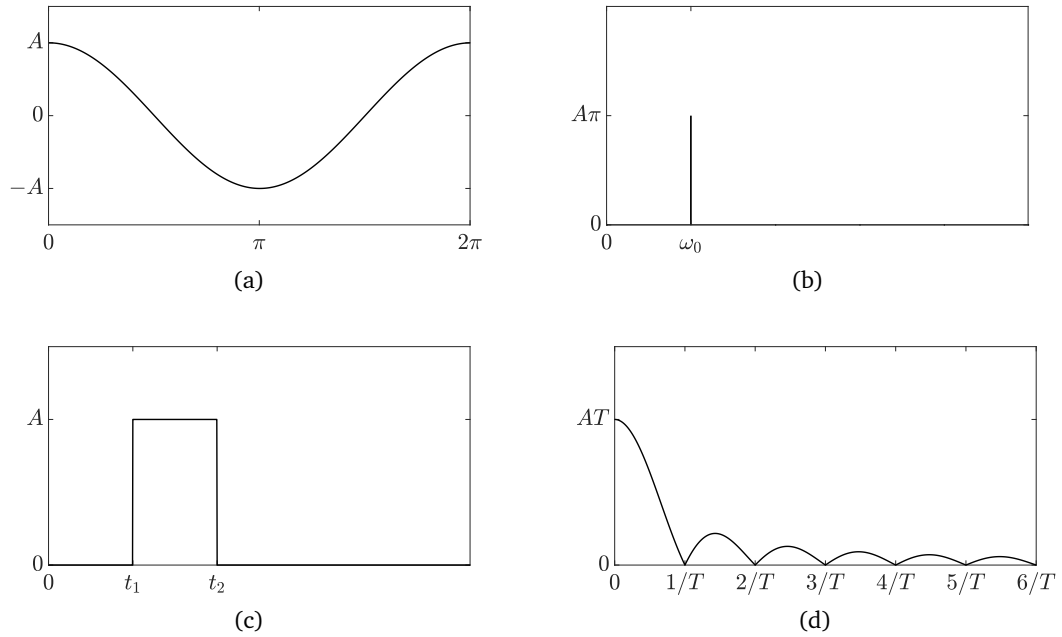 A
0
−A
0 π 2π
(a)
Aπ
0
0 ω₀
(b)
A
0
0 t₁ t₂
(c)
AT
0
0 1/T 2/T 3/T 4/T 5/T 6/T
(d)